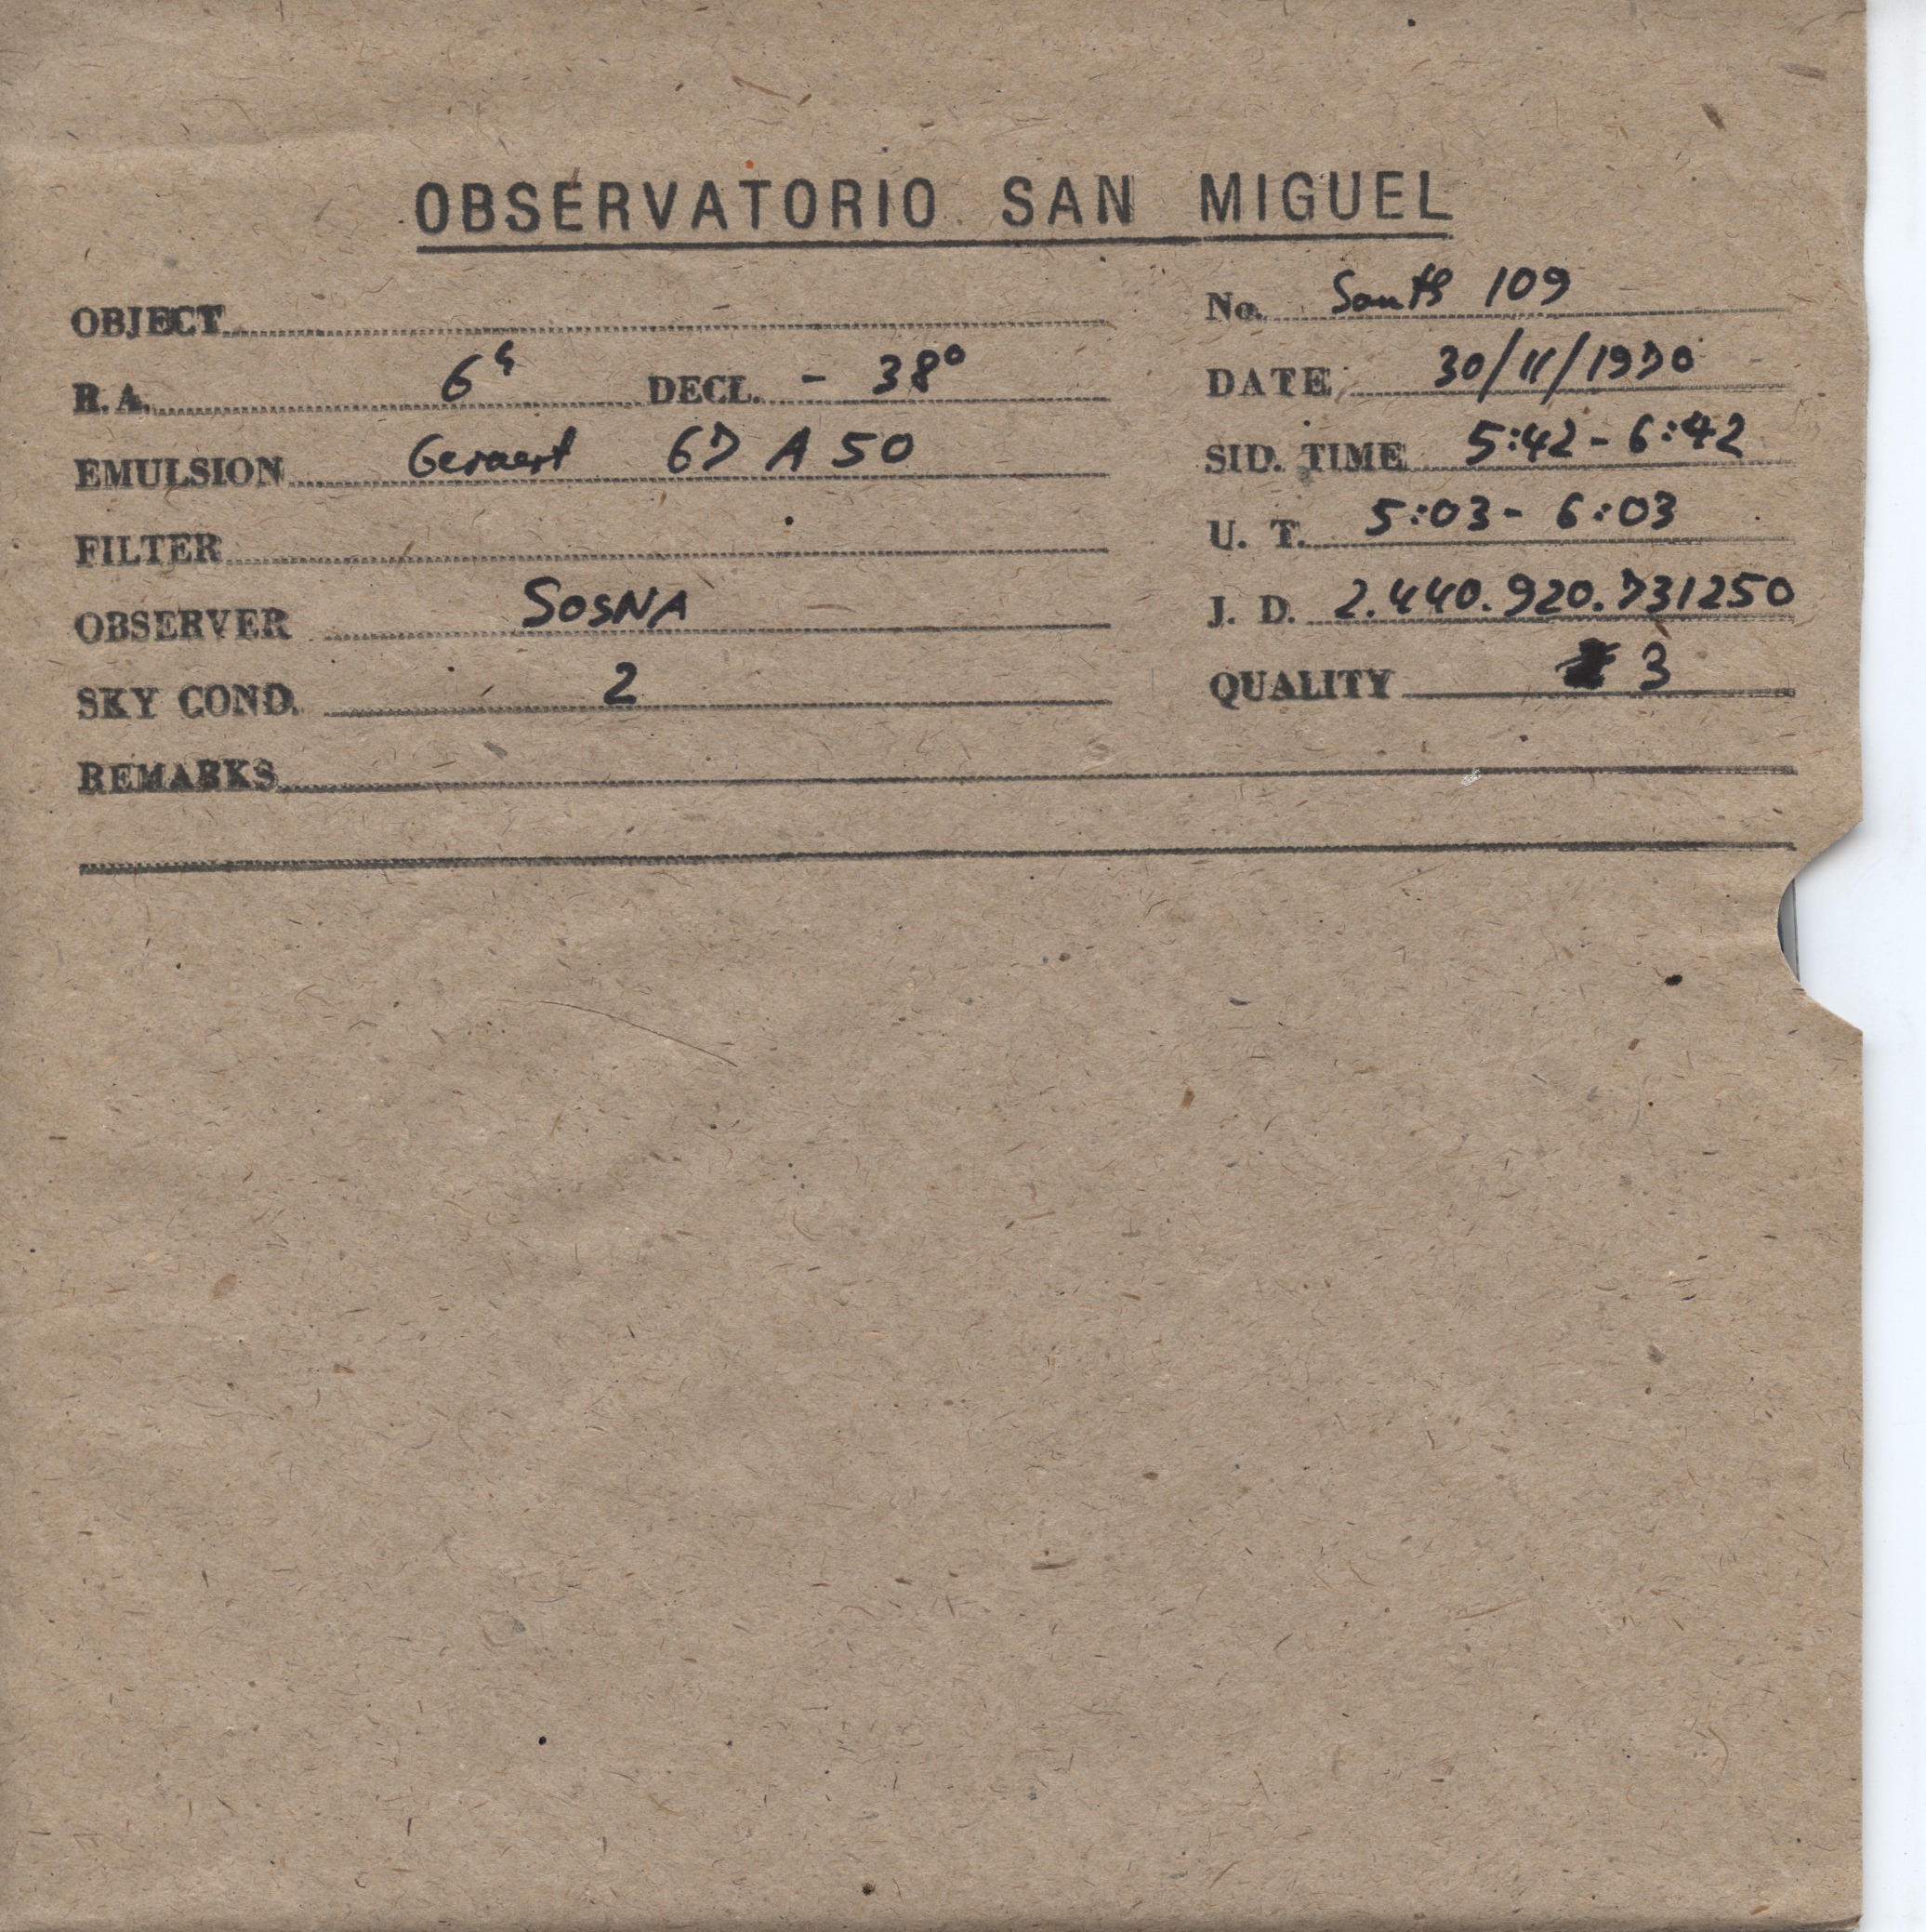 OBSERVATORIO SAN MIGUEL
OBJECT
No. South 109
R.A. 6h DECL. - 38°
DATE 30/11/1970
EMULSION Geraert 67 A 50
SID. TIME 5:42 - 6:42
FILTER
U. T. 5:03 - 6:03
OBSERVER SOSNA
J. D. 2.440.920.731250
SKY COND. 2
QUALITY 3
REMARKS